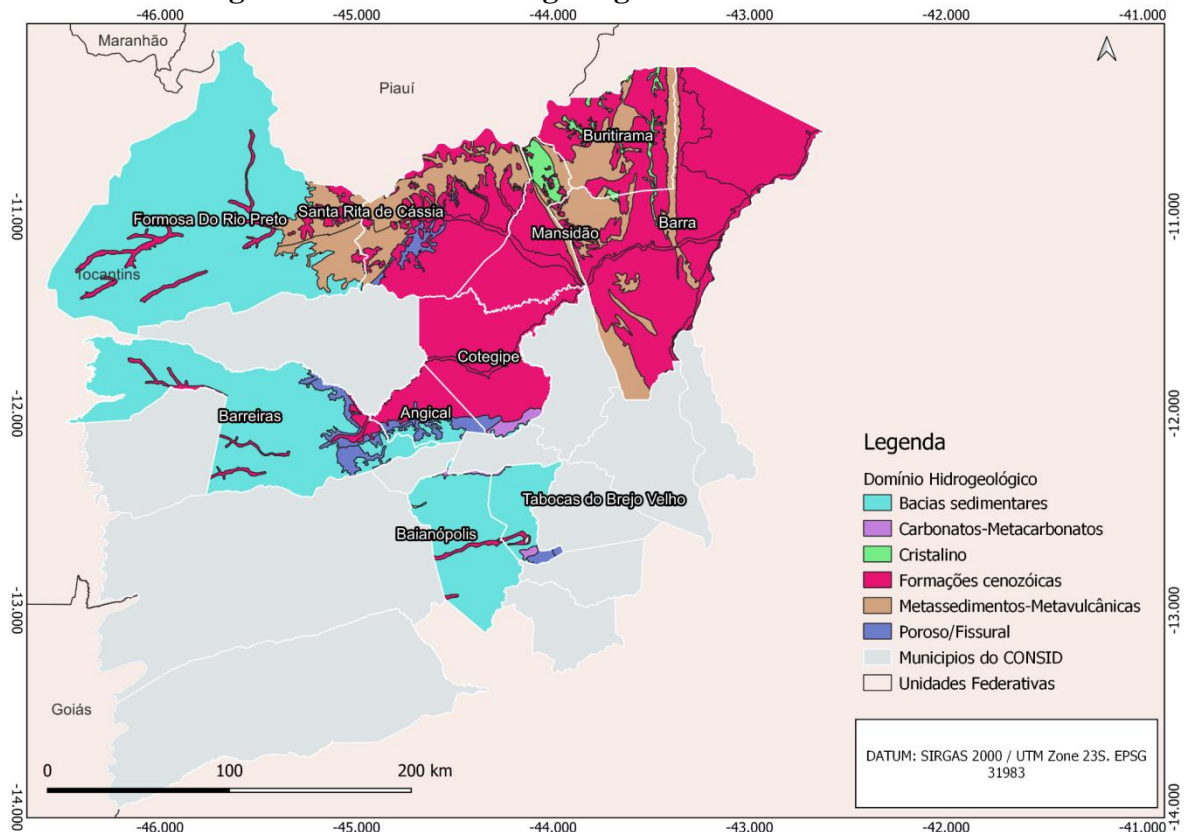 -46.000 -45.000 -44.000 -43.000 -42.000 -41.000
Maranhão
Piauí
Buritirama
-11.000
Santa Rita de Cássia
Formosa Do Rio Preto
Barra
Mansidão
-11.000
Tocantins
Cotegipe
-12.000
Angical
Barreiras
-12.000
Tabocas do Brejo Velho
Baianópolis
-13.000
Goiás
-13.000
Legenda
Domínio Hidrogeológico
Bacias sedimentares
Carbonatos-Metacarbonatos
Cristalino
Formações cenozóicas
Metassedimentos-Metavulcânicas
Poroso/Fissural
Municipios do CONSID
Unidades Federativas
DATUM: SIRGAS 2000 / UTM Zone 23S. EPSG
31983
0 100 200 km
-14.000
-14.000
-46.000 -45.000 -44.000 -43.000 -42.000 -41.000